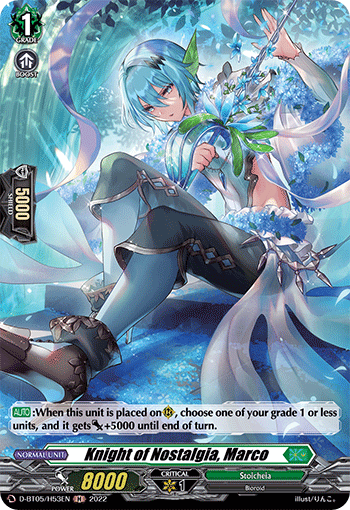 1
GRADE
BOOST
5000
SHIELD
AUTO:When this unit is placed on , choose one of your grade 1 or less
units, and it gets +5000 until end of turn.
NORMAL UNIT
Knight of Nostalgia, Marco
POWER 8000
CRITICAL
1
Stoicheia
Bioroid
D-BT05/H53EN H 2022
illust/りんこ。